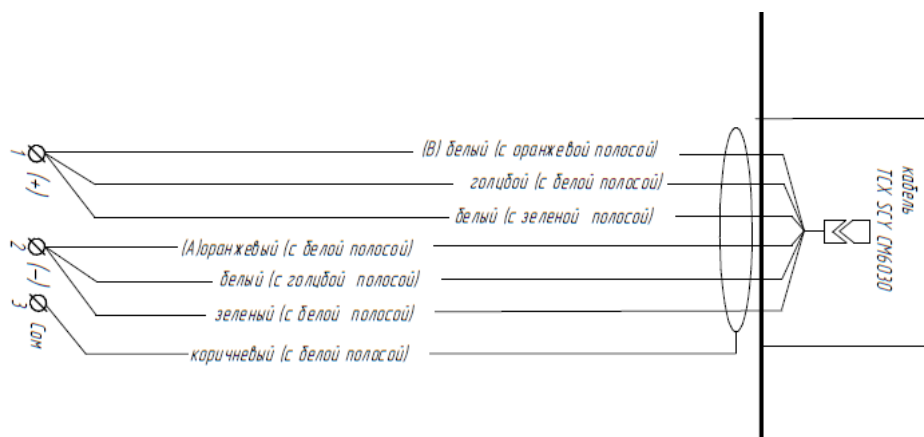 (В) белый (с оранжевой полосой)
голубой (с белой полосой)
белый (с зеленой полосой)
(А)оранжевый (с белой полосой)
белый (с голубой полосой)
зеленый (с белой полосой)
коричневый (с белой полосой)
1 (+)
2 (-)
3 Com
кабель
TCX SCY CM6030